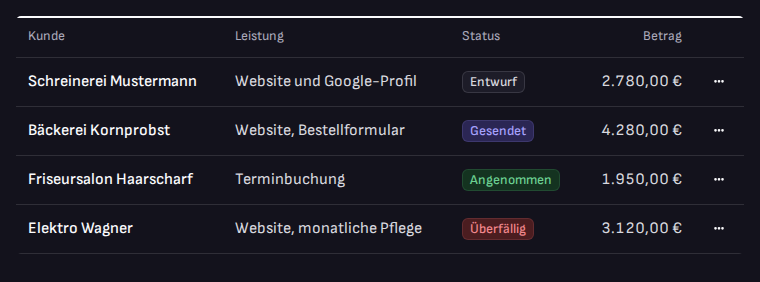 Kunde Leistung Status Betrag
Schreinerei Mustermann Website und Google-Profil Entwurf 2.780,00 € ···
Bäckerei Kornprobst Website, Bestellformular Gesendet 4.280,00 € ···
Friseursalon Haarscharf Terminbuchung Angenommen 1.950,00 € ···
Elektro Wagner Website, monatliche Pflege Überfällig 3.120,00 € ···